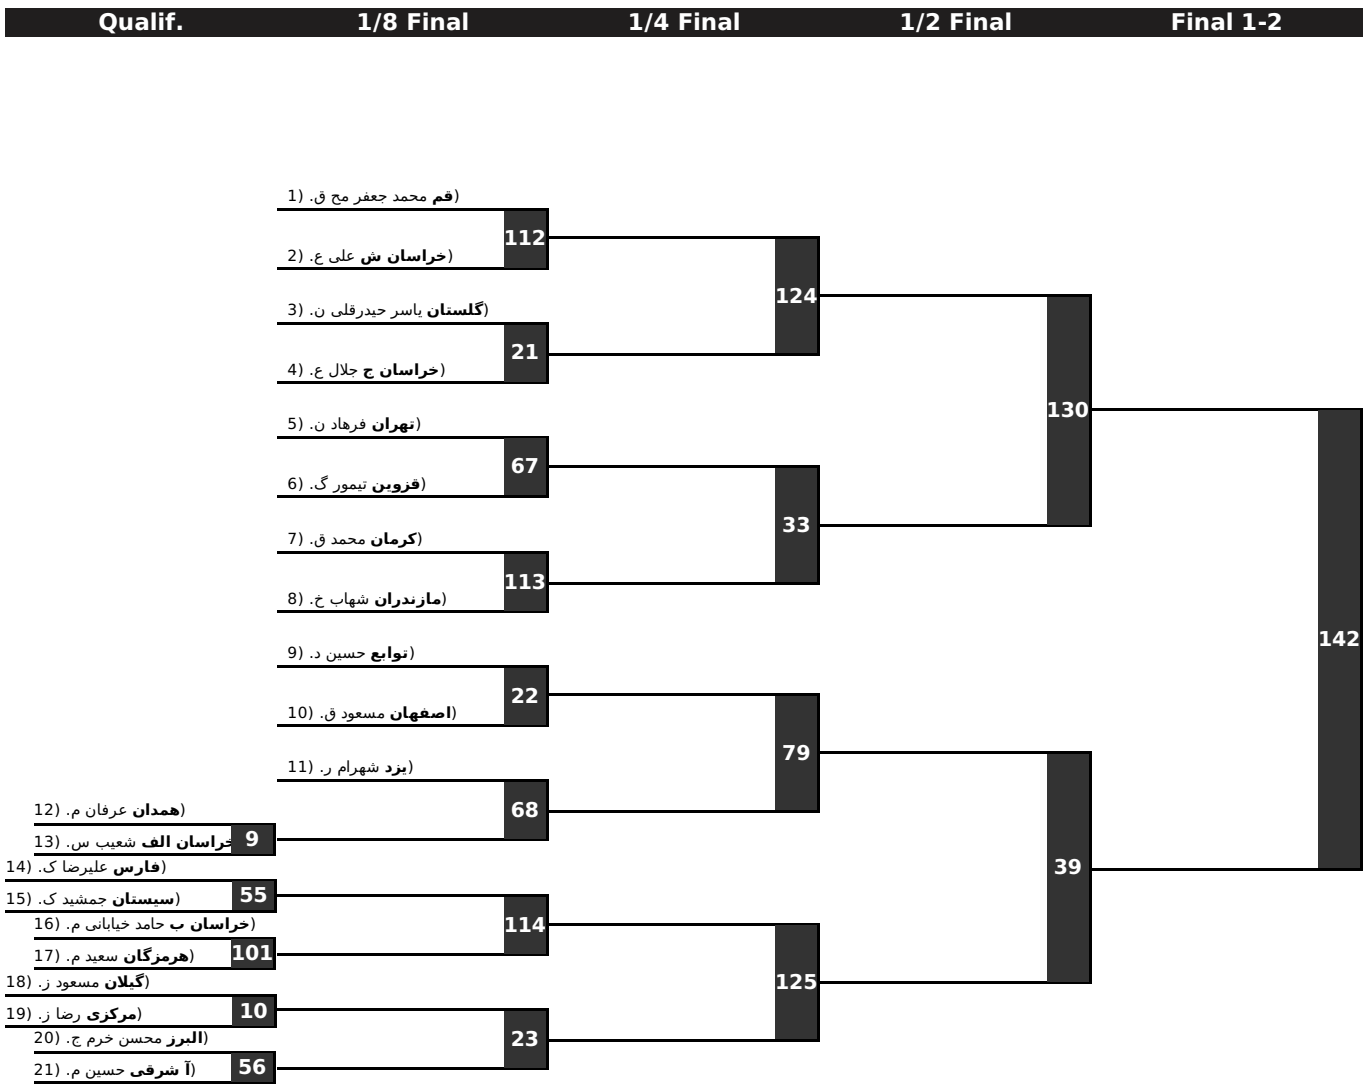 Qualif. 1/8 Final 1/4 Final 1/2 Final Final 1-2
1) محمد جعفر مح ق. (قم)
112
2) علی ع. (خراسان ش)
124
3) یاسر حیدرقلی ن. (گلستان)
21
4) جلال ع. (خراسان ج)
130
5) فرهاد ن. (تهران)
67
6) تیمور گ. (قزوین)
33
7) محمد ق. (کرمان)
113
8) شهاب خ. (مازندران)
142
9) حسین د. (توابع)
22
10) مسعود ق. (اصفهان)
79
11) شهرام ر. (یزد)
68
12) عرفان م. (همدان)
9
13) شعیب س. (خراسان الف
39
14) علیرضا ک. (فارس)
55
15) جمشید ک. (سیستان)
114
16) حامد خیابانی م. (خراسان ب)
101
17) سعید م. (هرمزگان)
125
18) مسعود ز. (گیلان)
10
19) رضا ز. (مرکزی)
23
20) محسن خرم ج. (البرز)
56
21) حسین م. (آ شرقی)